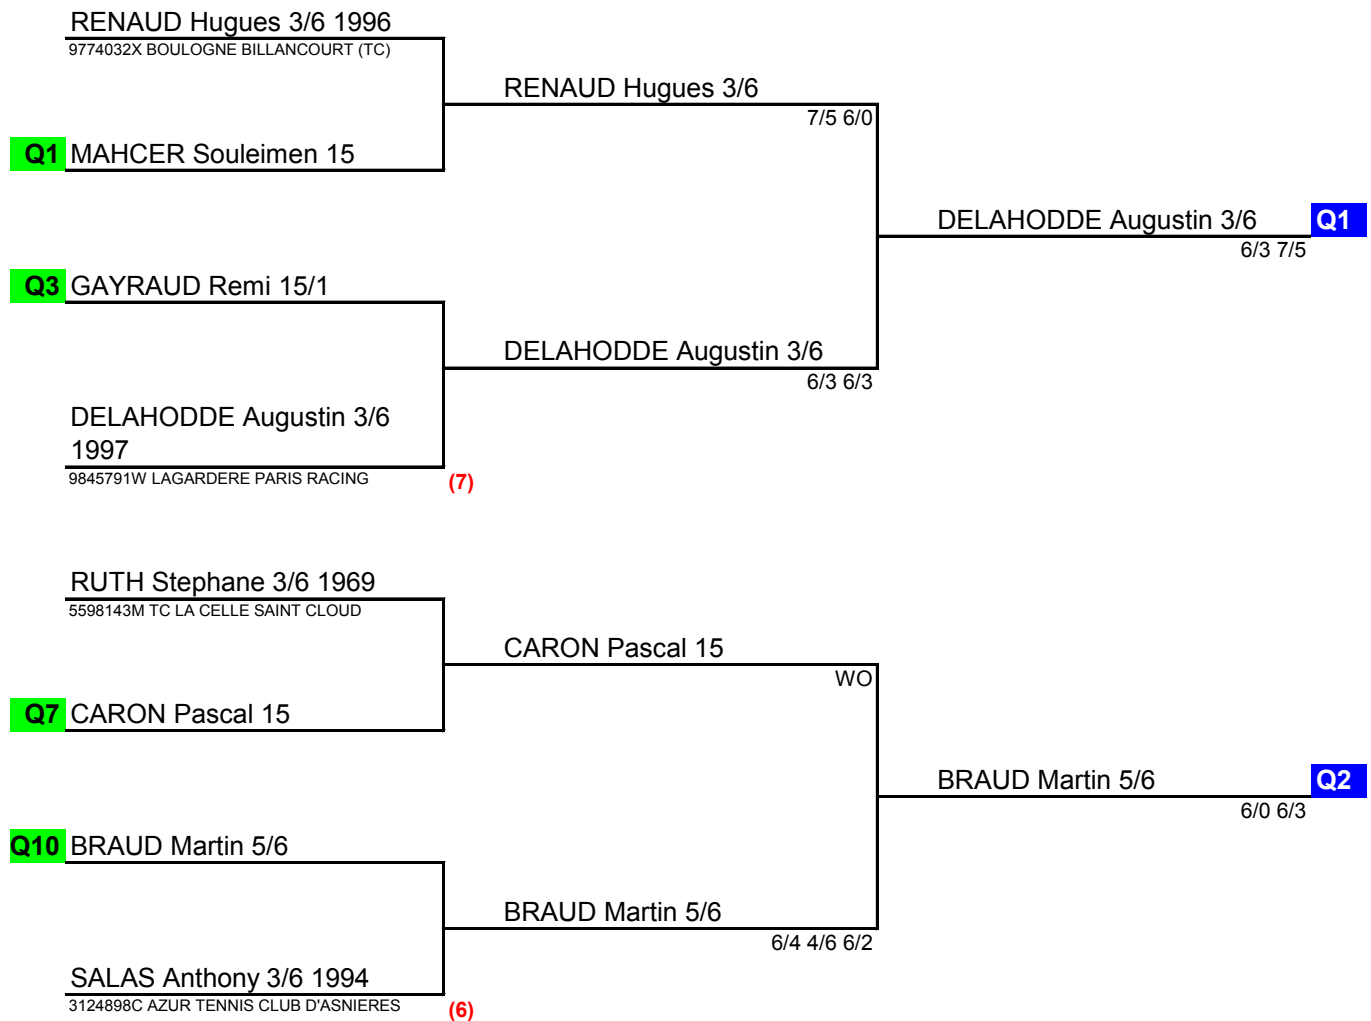 RENAUD Hugues 3/6 1996
9774032X BOULOGNE BILLANCOURT (TC)
RENAUD Hugues 3/6
7/5 6/0
Q1 MAHCER Souleimen 15
DELAHODDE Augustin 3/6 Q1
6/3 7/5
Q3 GAYRAUD Remi 15/1
DELAHODDE Augustin 3/6
6/3 6/3
DELAHODDE Augustin 3/6
1997
9845791W LAGARDERE PARIS RACING
(7)
RUTH Stephane 3/6 1969
5598143M TC LA CELLE SAINT CLOUD
CARON Pascal 15
WO
Q7 CARON Pascal 15
BRAUD Martin 5/6 Q2
6/0 6/3
Q10 BRAUD Martin 5/6
BRAUD Martin 5/6
6/4 4/6 6/2
SALAS Anthony 3/6 1994
3124898C AZUR TENNIS CLUB D'ASNIERES
(6)